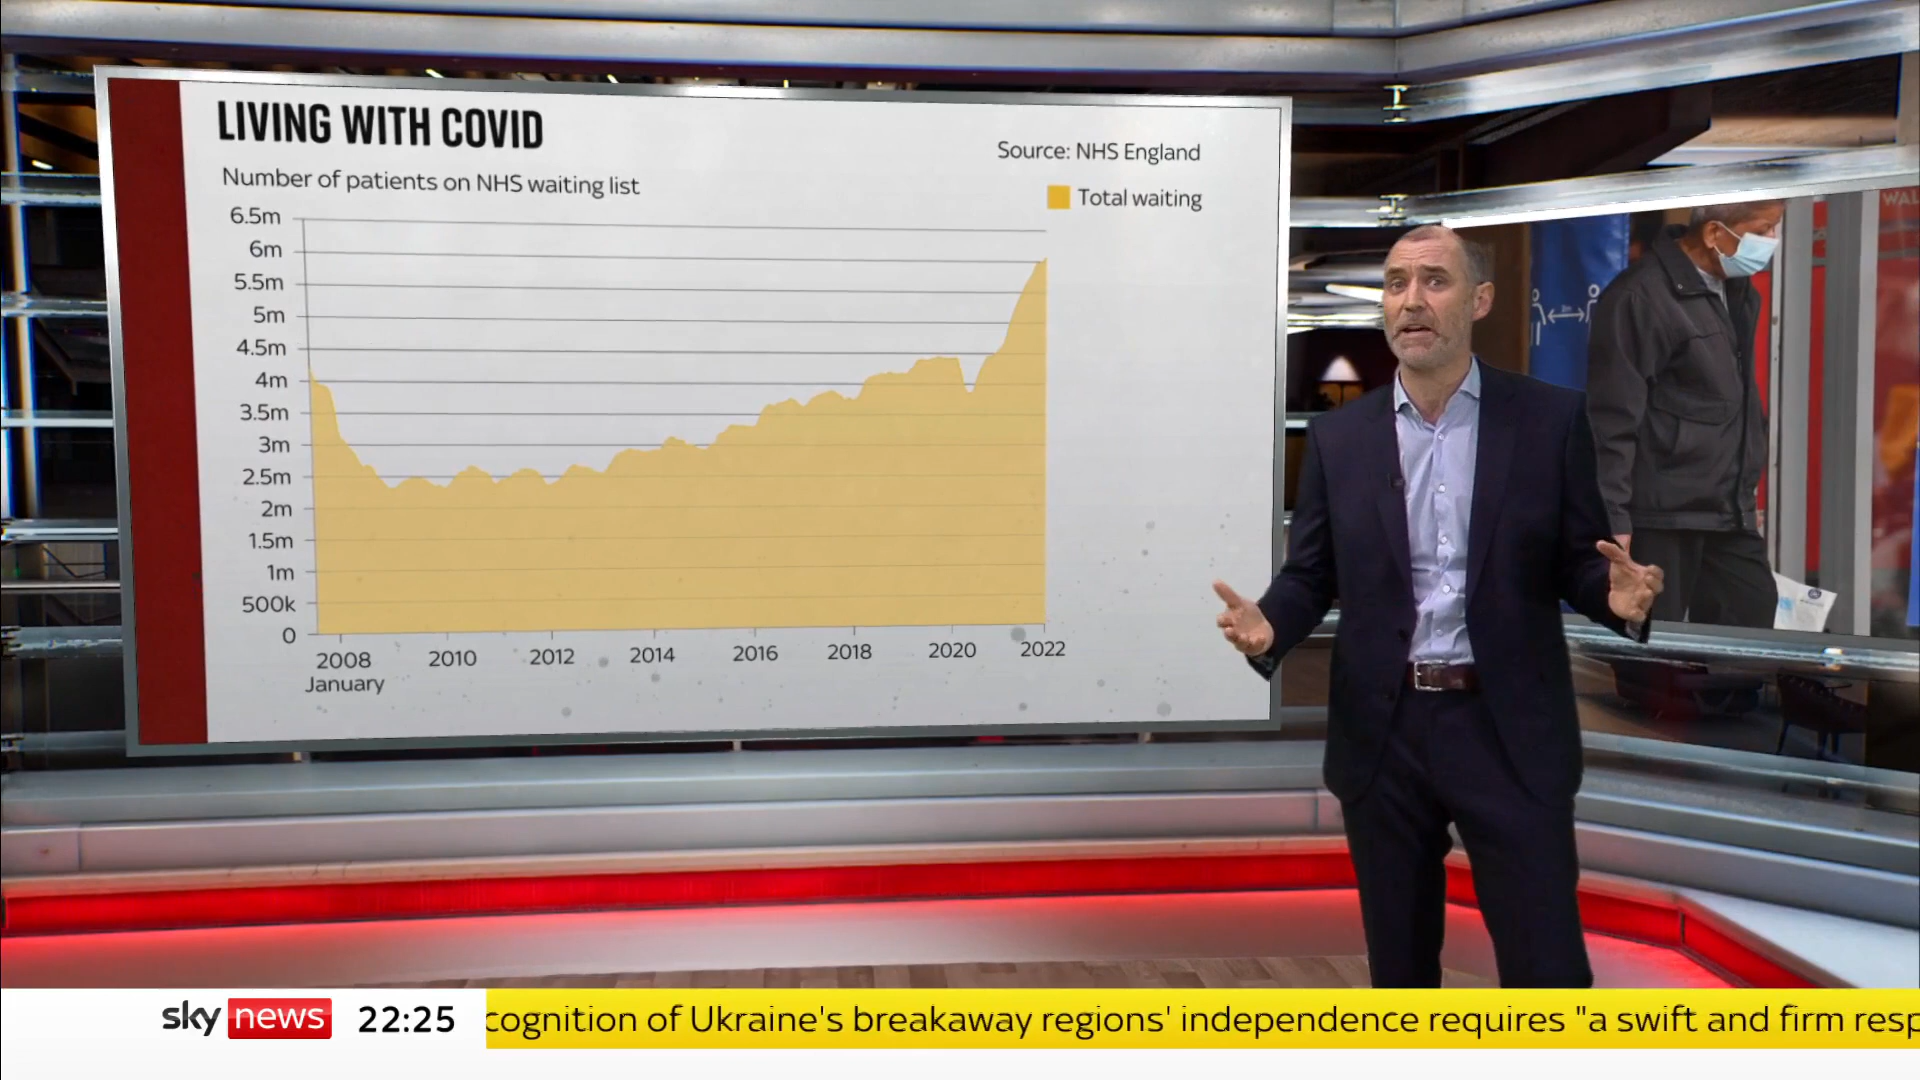 LIVING WITH COVID
Source: NHS England
Number of patients on NHS waiting list
Total waiting
6.5m
6m
5.5m
5m
4.5m
4m
3.5m
3m
2.5m
2m
1.5m
1m
500k
0
2008 2010 2012 2014 2016 2018 2020 2022
January
WAL
2m
sky news 22:25 cognition of Ukraine's breakaway regions' independence requires "a swift and firm resp